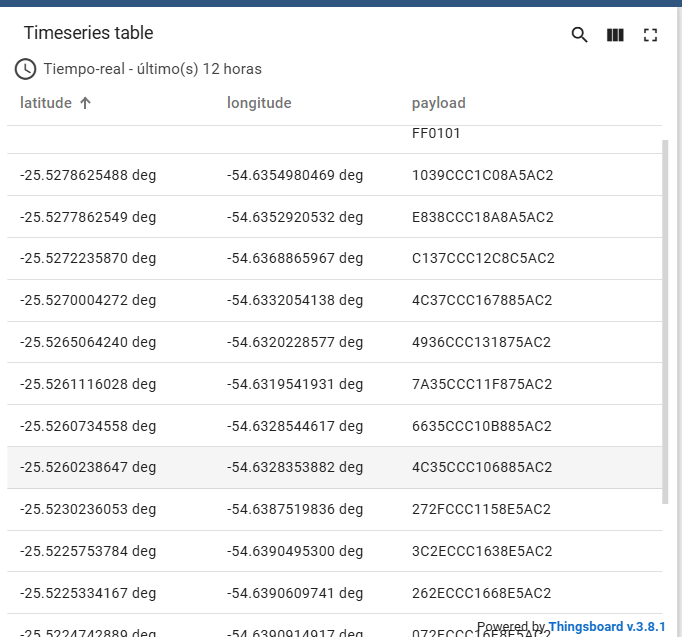 Timeseries table
Tiempo-real - último(s) 12 horas
latitude longitude payload
FF0101
-25.5278625488 deg -54.6354980469 deg 1039CCC1C08A5AC2
-25.5277862549 deg -54.6352920532 deg E838CCC18A8A5AC2
-25.5272235870 deg -54.6368865967 deg C137CCC12C8C5AC2
-25.5270004272 deg -54.6332054138 deg 4C37CCC167885AC2
-25.5265064240 deg -54.6320228577 deg 4936CCC131875AC2
-25.5261116028 deg -54.6319541931 deg 7A35CCC11F875AC2
-25.5260734558 deg -54.6328544617 deg 6635CCC10B885AC2
-25.5260238647 deg -54.6328353882 deg 4C35CCC106885AC2
-25.5230236053 deg -54.6387519836 deg 272FCCC1158E5AC2
-25.5225753784 deg -54.6390495300 deg 3C2ECCC1638E5AC2
-25.5225334167 deg -54.6390609741 deg 262ECCC1668E5AC2
-25.5224742889 deg -54.6390914917 deg
Powered by Thingsboard v.3.8.1